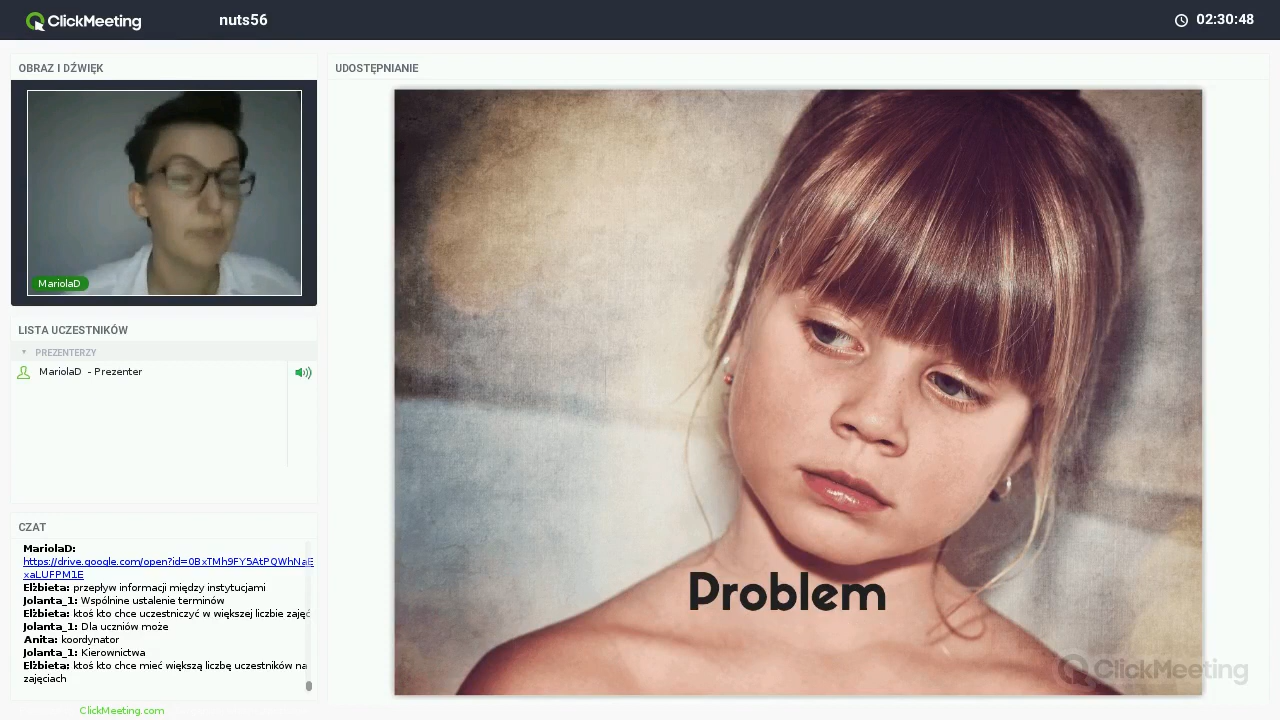 ClickMeeting
nuts56
02:30:48
OBRAZ I DŹWIĘK
MariolaD
LISTA UCZESTNIKÓW
PREZENTERZY
MariolaD - Prezenter
CZAT
MariolaD:
https://drive.google.com/open?id=0BxTMh9FY5AtPQWhNaE
xaLUFPM1E
Elżbieta: przepływ informacji między instytucjami
Jolanta_1: Wspólnine ustalenie terminów
Elżbieta: ktoś kto chce uczestniczyć w większej liczbie zajęć
Jolanta_1: Dla uczniów może
Anita: koordynator
Jolanta_1: Kierownictwa
Elżbieta: ktoś kto chce mieć większą liczbę uczestników na
zajęciach
ClickMeeting.com
UDOSTĘPNIANIE
Problem
ClickMeeting